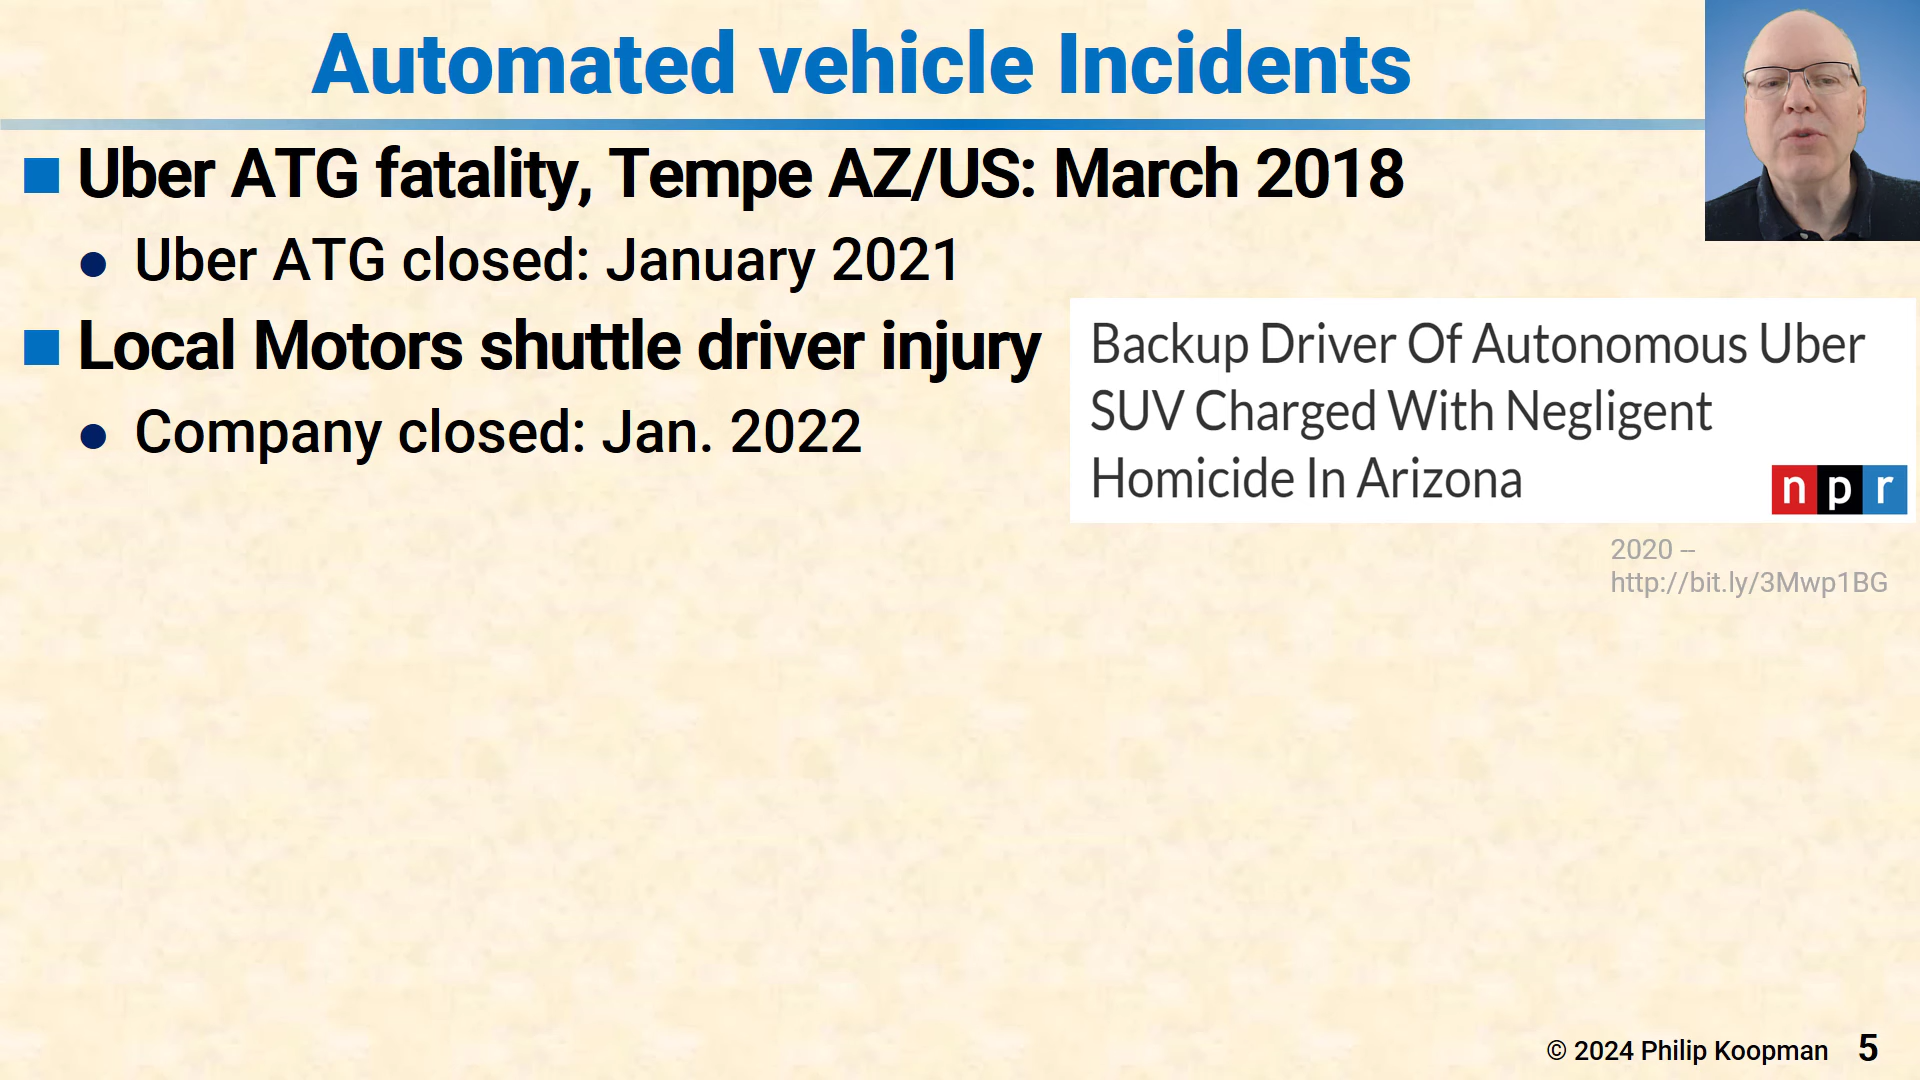 Automated vehicle Incidents
Uber ATG fatality, Tempe AZ/US: March 2018
Uber ATG closed: January 2021
Local Motors shuttle driver injury
Company closed: Jan. 2022
Backup Driver Of Autonomous Uber
SUV Charged With Negligent
Homicide In Arizona
npr
2020 --
http://bit.ly/3Mwp1BG
© 2024 Philip Koopman 5